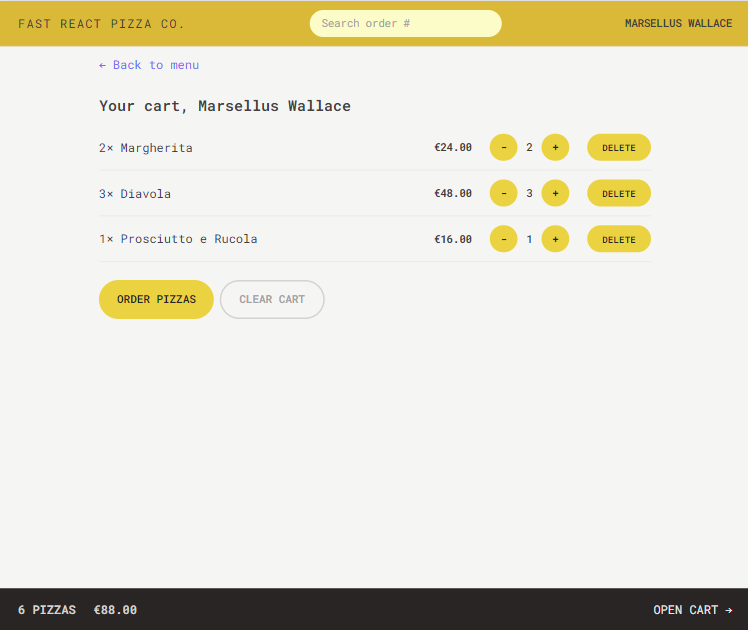 FAST REACT PIZZA CO. Search order # MARSELLUS WALLACE
← Back to menu
Your cart, Marsellus Wallace
2× Margherita €24.00 - 2 + DELETE
3× Diavola €48.00 - 3 + DELETE
1× Prosciutto e Rucola €16.00 - 1 + DELETE
ORDER PIZZAS CLEAR CART
6 PIZZAS €88.00 OPEN CART →